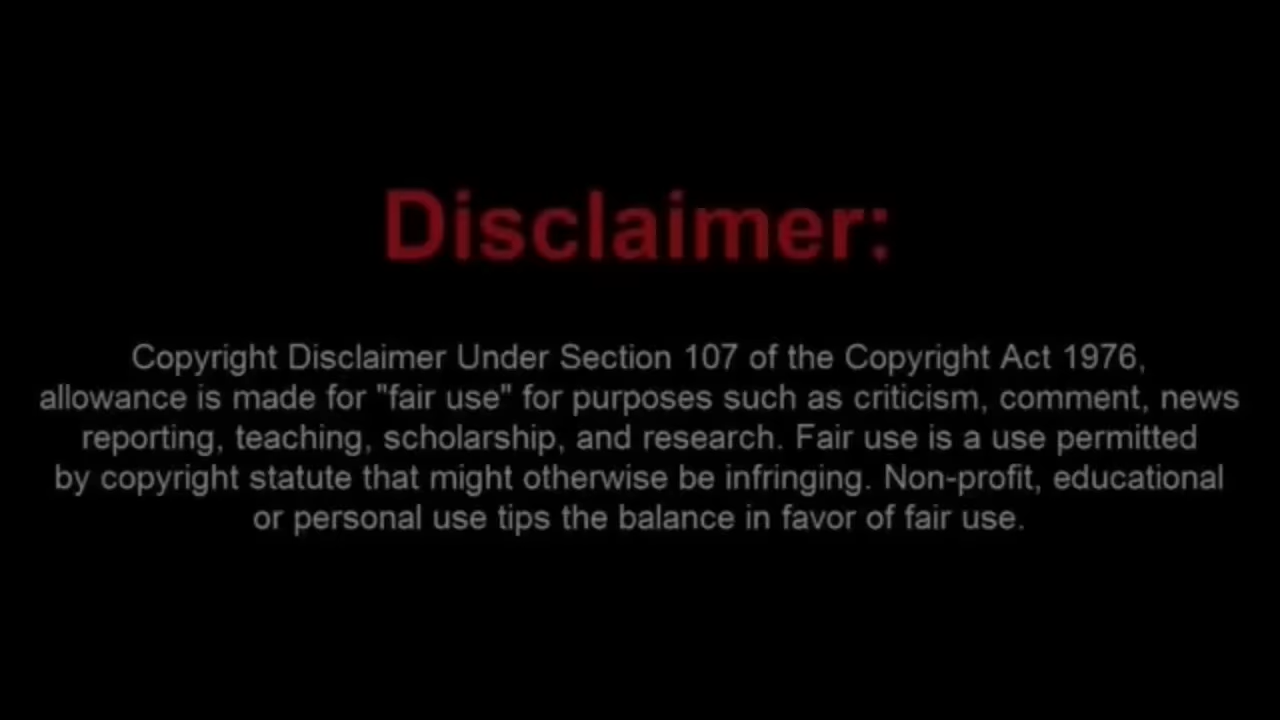 Disclaimer:
Copyright Disclaimer Under Section 107 of the Copyright Act 1976,
allowance is made for "fair use" for purposes such as criticism, comment, news
reporting, teaching, scholarship, and research. Fair use is a use permitted
by copyright statute that might otherwise be infringing. Non-profit, educational
or personal use tips the balance in favor of fair use.